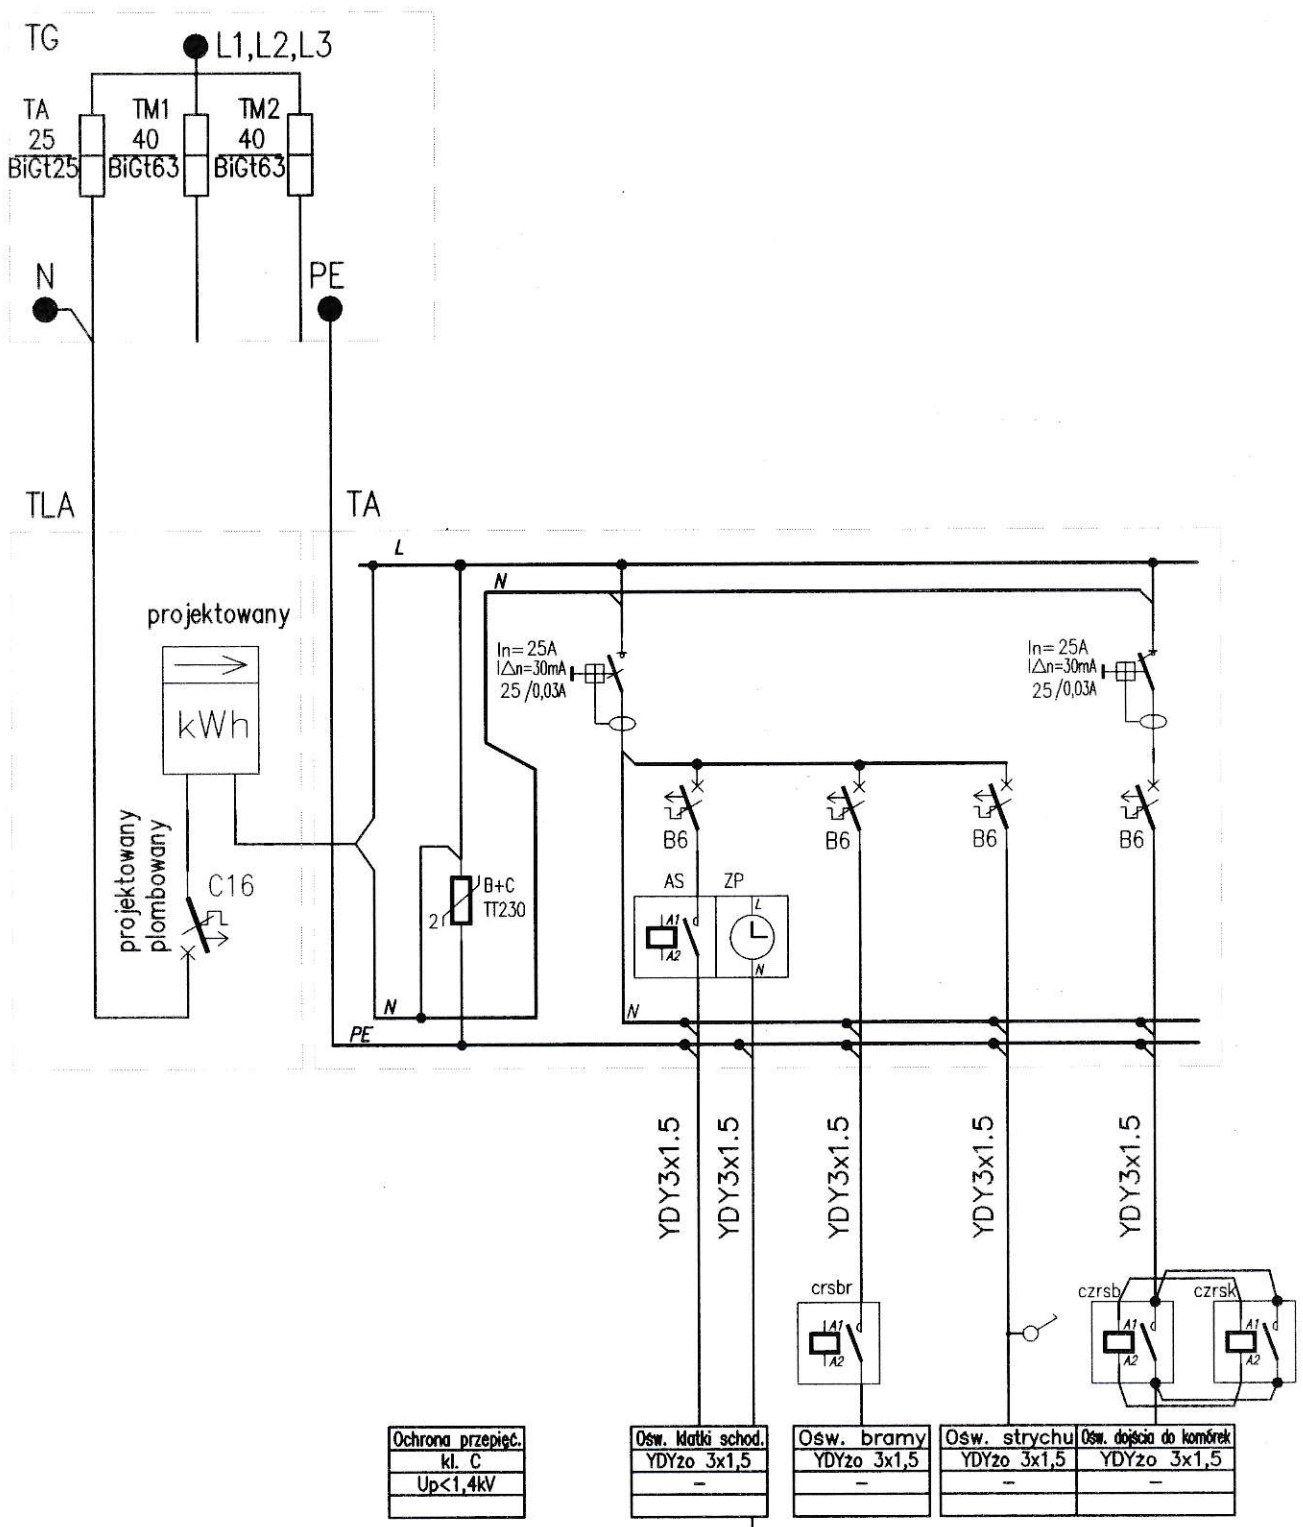 TG
L1,L2,L3
TA
25
BiGt25
TM1
40
BiGt63
TM2
40
BiGt63
N
PE
TLA
TA
L
N
projektowany
kWh
projektowany
plombowany
C16
In= 25A
I△n=30mA
25/0,03A
In= 25A
I△n=30mA
25/0,03A
B6
B6
B6
B6
B+C
TT230
2
AS
ZP
A1
A2
L
N
N
N
PE
YDY3x1.5
YDY3x1.5
YDY3x1.5
YDY3x1.5
YDY3x1.5
crsbr
A1
A2
czrsb
A1
A2
czrsk
A1
A2
Ochrona przepięć.
kl. C
Up<1,4kV
Ośw. klatki schod.
YDYżo 3x1,5
–
Ośw. bramy
YDYżo 3x1,5
–
Ośw. strychu
YDYżo 3x1,5
–
Ośw. dojścia do komórek
YDYżo 3x1,5
–